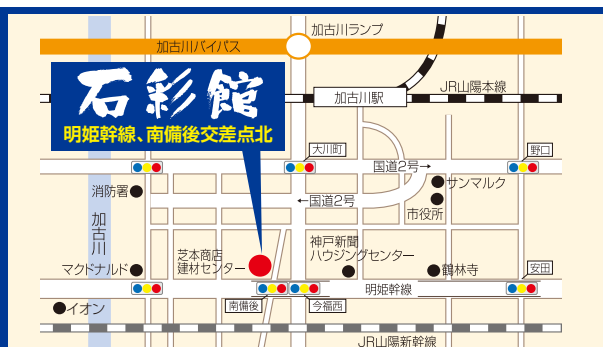 加古川ランプ
加古川バイパス
石彩館
明姫幹線、南備後交差点北
加古川駅
JR山陽本線
大川町
野口
国道2号→
消防署
サンマルク
←国道2号
市役所
加古川
芝本商店
建材センター
神戸新聞
ハウジングセンター
マクドナルド
鶴林寺
安田
明姫幹線
南備後
今福西
イオン
JR山陽新幹線